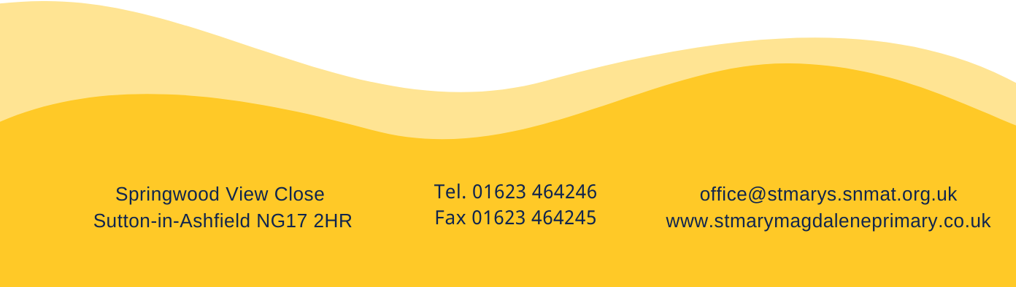 Springwood View Close
Sutton-in-Ashfield NG17 2HR
Tel. 01623 464246
Fax 01623 464245
office@stmarys.snmat.org.uk
www.stmarymagdaleneprimary.co.uk